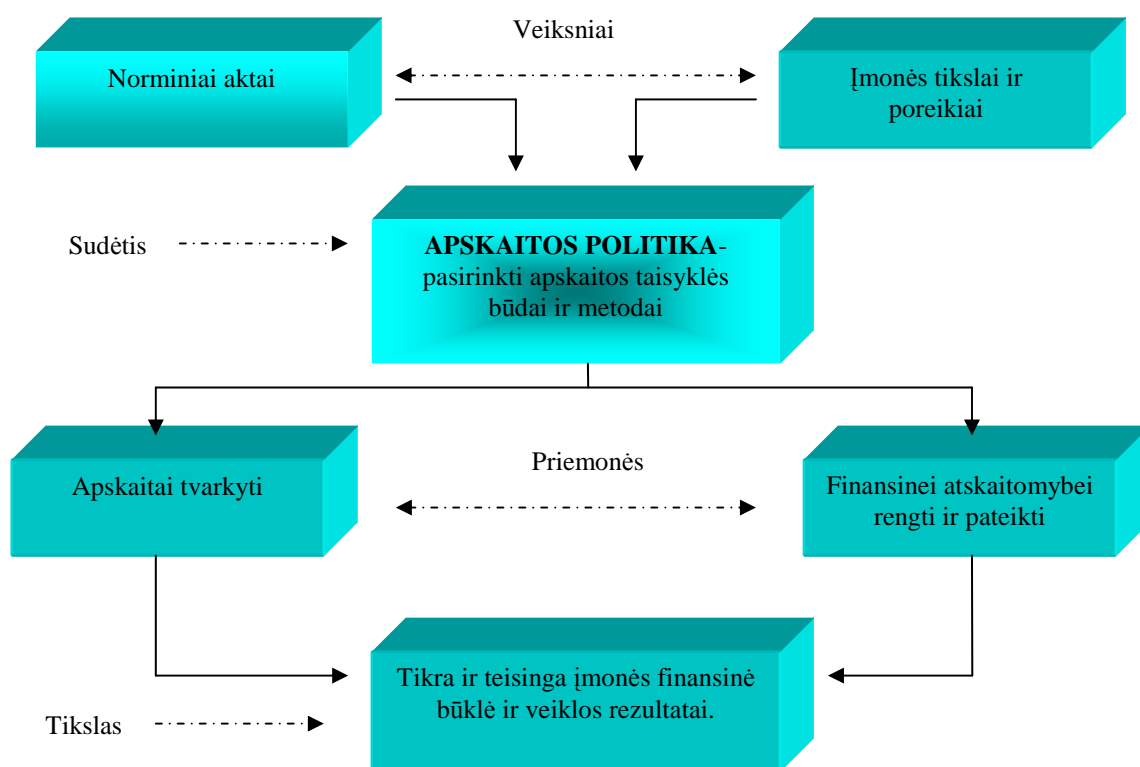 Veiksniai
Norminiai aktai
Įmonės tikslai ir
poreikiai
Sudėtis
APSKAITOS POLITIKA-
pasirinkti apskaitos taisyklės
būdai ir metodai
Apskaitai tvarkyti
Priemonės
Finansinei atskaitomybei
rengti ir pateikti
Tikra ir teisinga įmonės finansinė
būklė ir veiklos rezultatai.
Tikslas